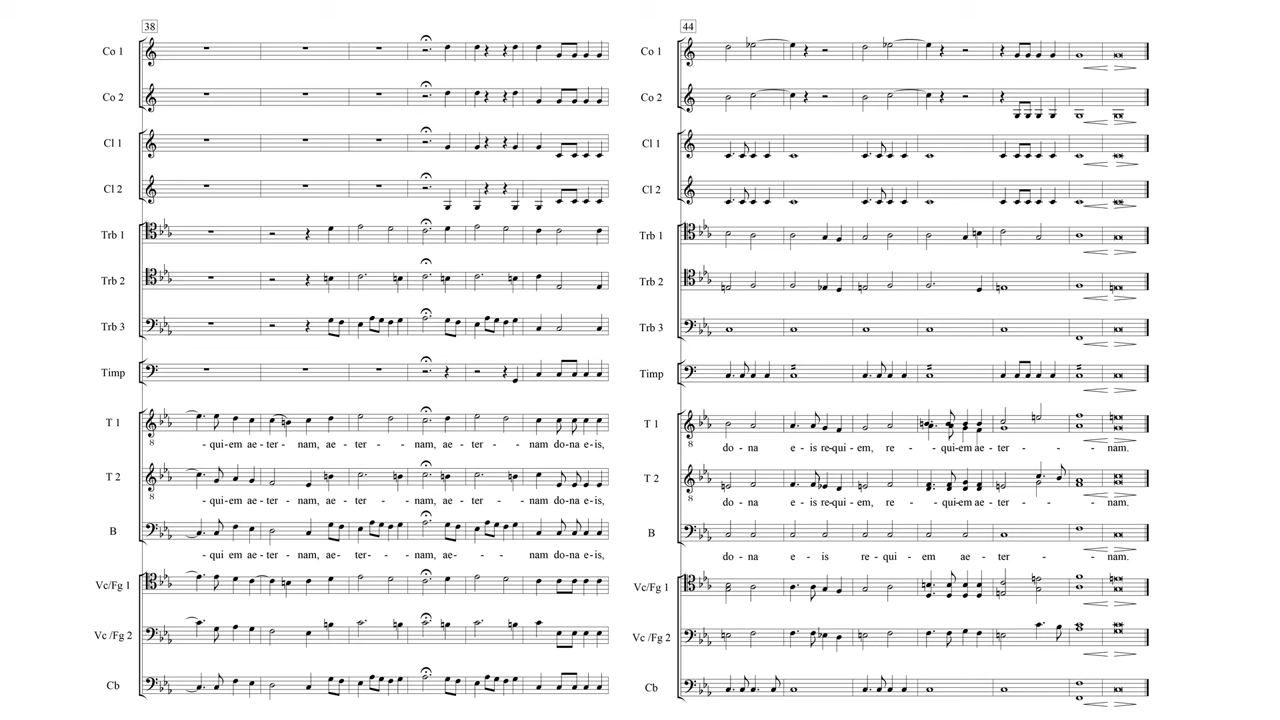 38
Co 1
Co 2
Cl 1
Cl 2
Trb 1
Trb 2
Trb 3
Timp
T 1
8
- quiem ae - ter - nam, ae - ter - - nam, ae - ter - - nam do-na e-is,
T 2
8
- quiem ae - ter - nam, ae - ter - - nam, ae - ter - - nam do-na e-is,
B
- qui em ae - ter - nam, ae - ter - - nam, ae - - - nam do-na e-is,
Vc/Fg 1
Vc /Fg 2
Cb
44
Co 1
Co 2
Cl 1
Cl 2
Trb 1
Trb 2
Trb 3
Timp
T 1
8
do - na e - is re-qui - em, re - - qui-em ae - ter - - nam.
T 2
8
do - na e - is re-qui - em, re - - qui-em ae - ter - - nam.
B
do - na e - is re - qui - em ae - ter - - nam.
Vc/Fg 1
Vc /Fg 2
Cb